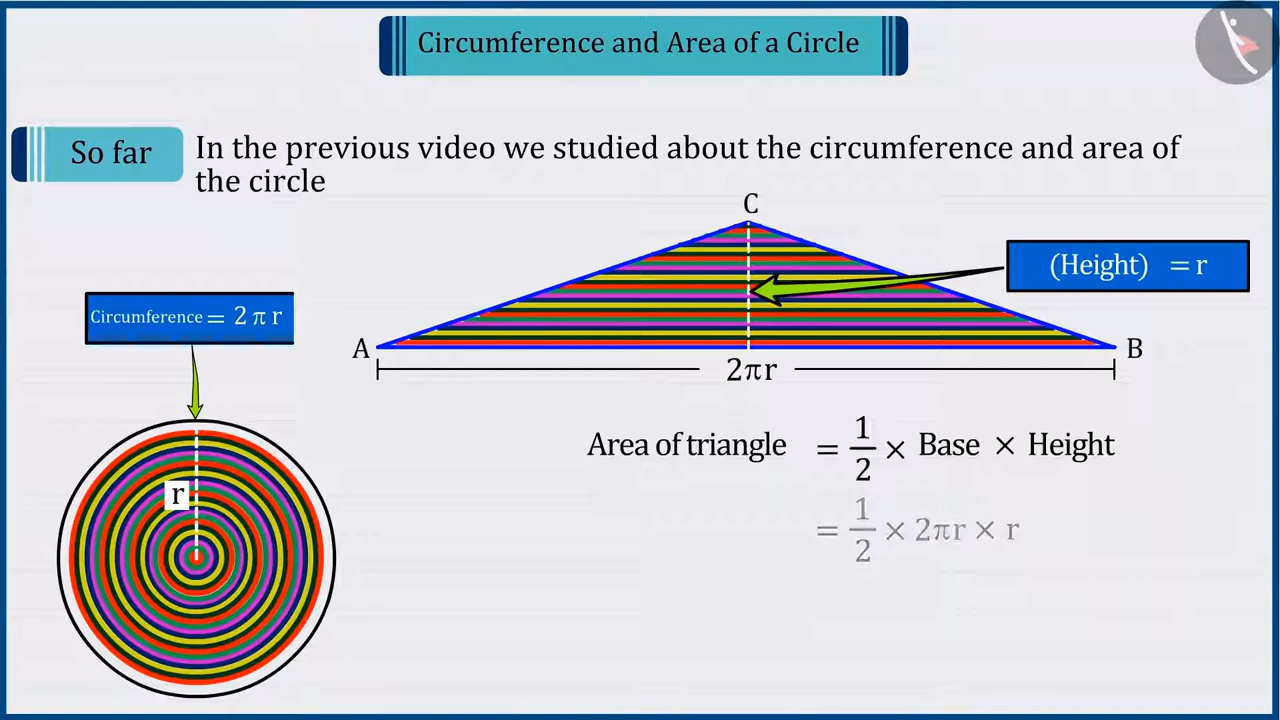 Circumference and Area of a Circle
So far
In the previous video we studied about the circumference and area of
the circle
C
(Height) = r
Circumference = 2 π r
A
B
2πr
r
Area of triangle = 1/2 × Base × Height
= 1/2 × 2πr × r